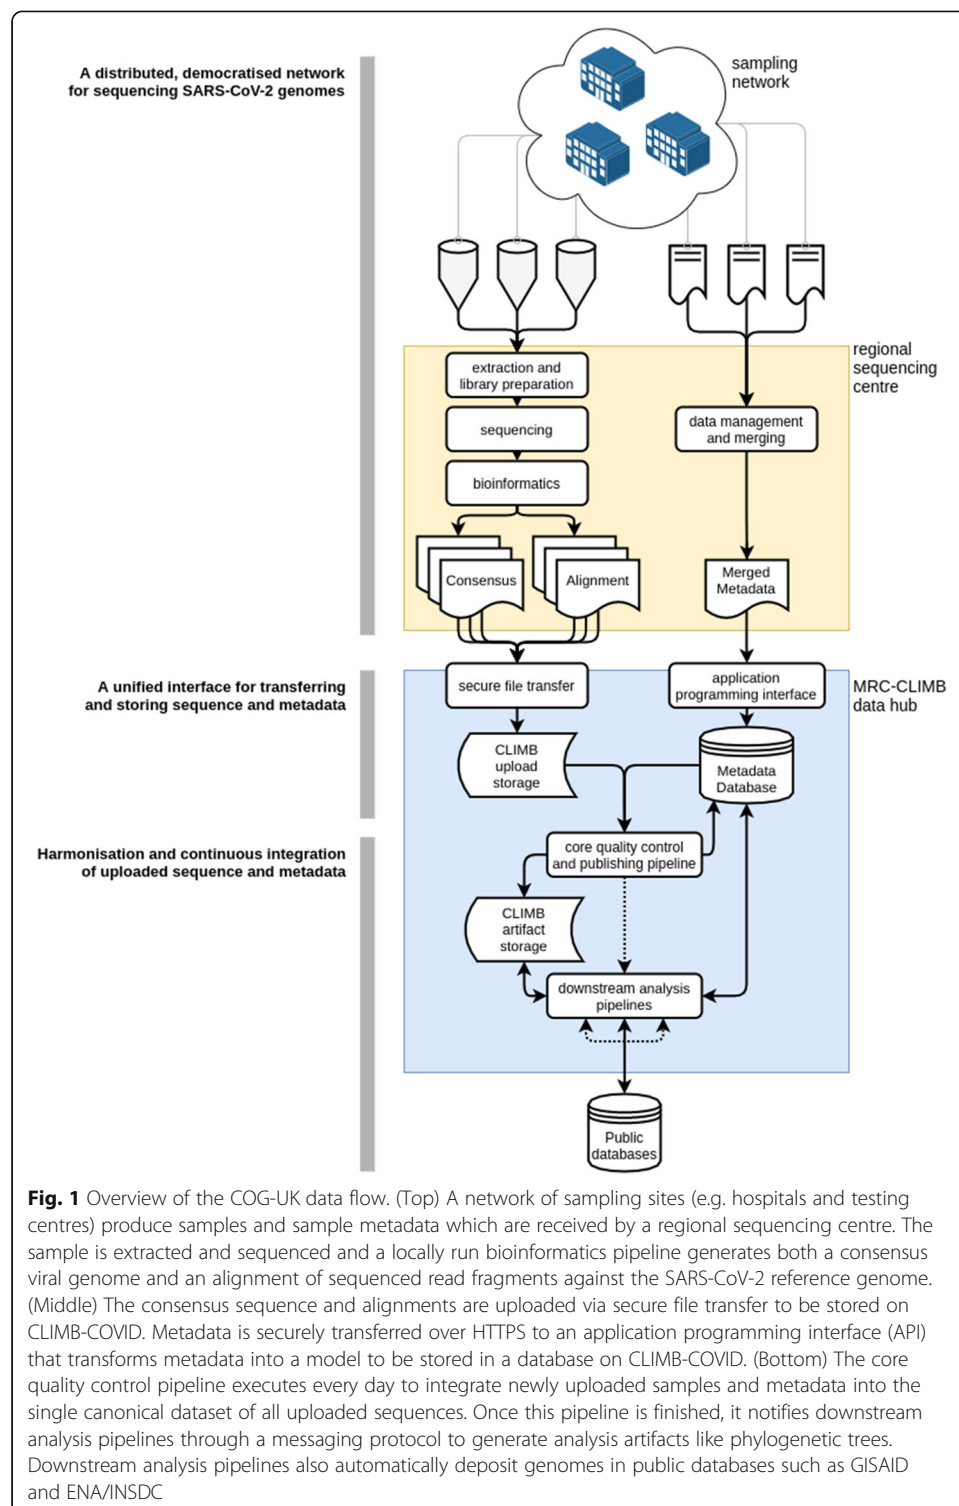 A distributed, democratised network
for sequencing SARS-CoV-2 genomes
sampling
network
regional
sequencing
centre
extraction and
library preparation
sequencing
bioinformatics
data management
and merging
Consensus
Alignment
Merged
Metadata
A unified interface for transferring
and storing sequence and metadata
secure file transfer
application
programming interface
MRC-CLIMB
data hub
CLIMB
upload
storage
Metadata
Database
Harmonisation and continuous integration
of uploaded sequence and metadata
core quality control
and publishing pipeline
CLIMB
artifact
storage
downstream analysis
pipelines
Public
databases
Fig. 1 Overview of the COG-UK data flow. (Top) A network of sampling sites (e.g. hospitals and testing
centres) produce samples and sample metadata which are received by a regional sequencing centre. The
sample is extracted and sequenced and a locally run bioinformatics pipeline generates both a consensus
viral genome and an alignment of sequenced read fragments against the SARS-CoV-2 reference genome.
(Middle) The consensus sequence and alignments are uploaded via secure file transfer to be stored on
CLIMB-COVID. Metadata is securely transferred over HTTPS to an application programming interface (API)
that transforms metadata into a model to be stored in a database on CLIMB-COVID. (Bottom) The core
quality control pipeline executes every day to integrate newly uploaded samples and metadata into the
single canonical dataset of all uploaded sequences. Once this pipeline is finished, it notifies downstream
analysis pipelines through a messaging protocol to generate analysis artifacts like phylogenetic trees.
Downstream analysis pipelines also automatically deposit genomes in public databases such as GISAID
and ENA/INSDC